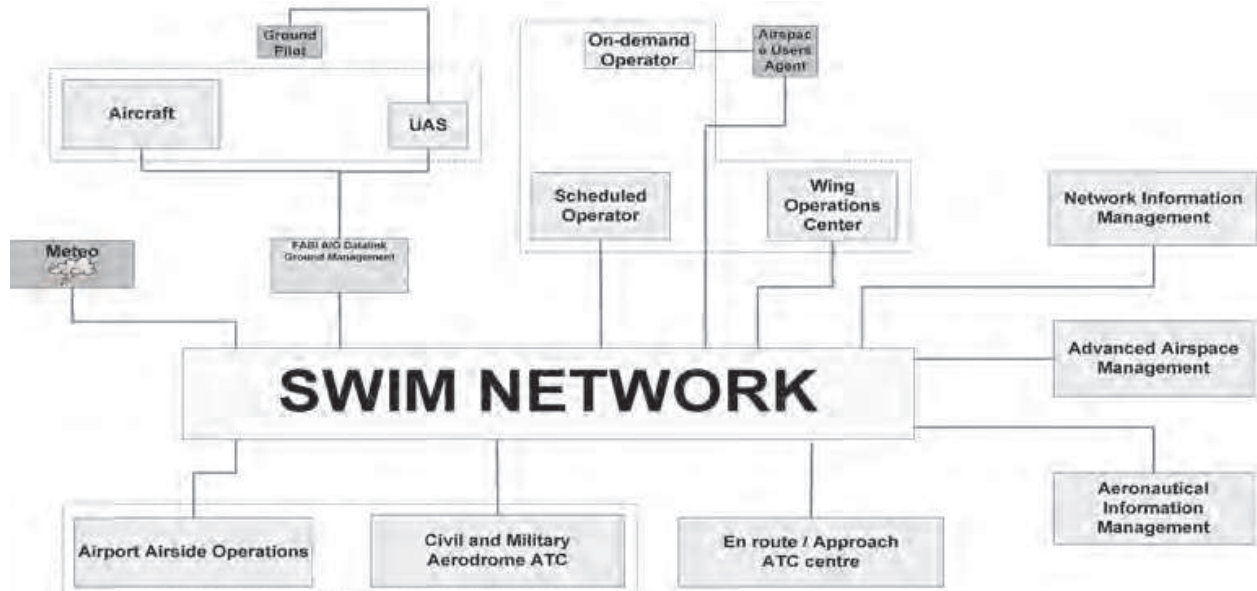 Ground
Pilot
On-demand
Operator
Airspac
e Users
Agent
Aircraft
UAS
Scheduled
Operator
Wing
Operations
Center
Network Information
Management
Meteo
Datalink
Ground Management
SWIM NETWORK
Advanced Airspace
Management
Airport Airside Operations
Civil and Military
Aerodrome ATC
En route / Approach
ATC centre
Aeronautical
Information
Management